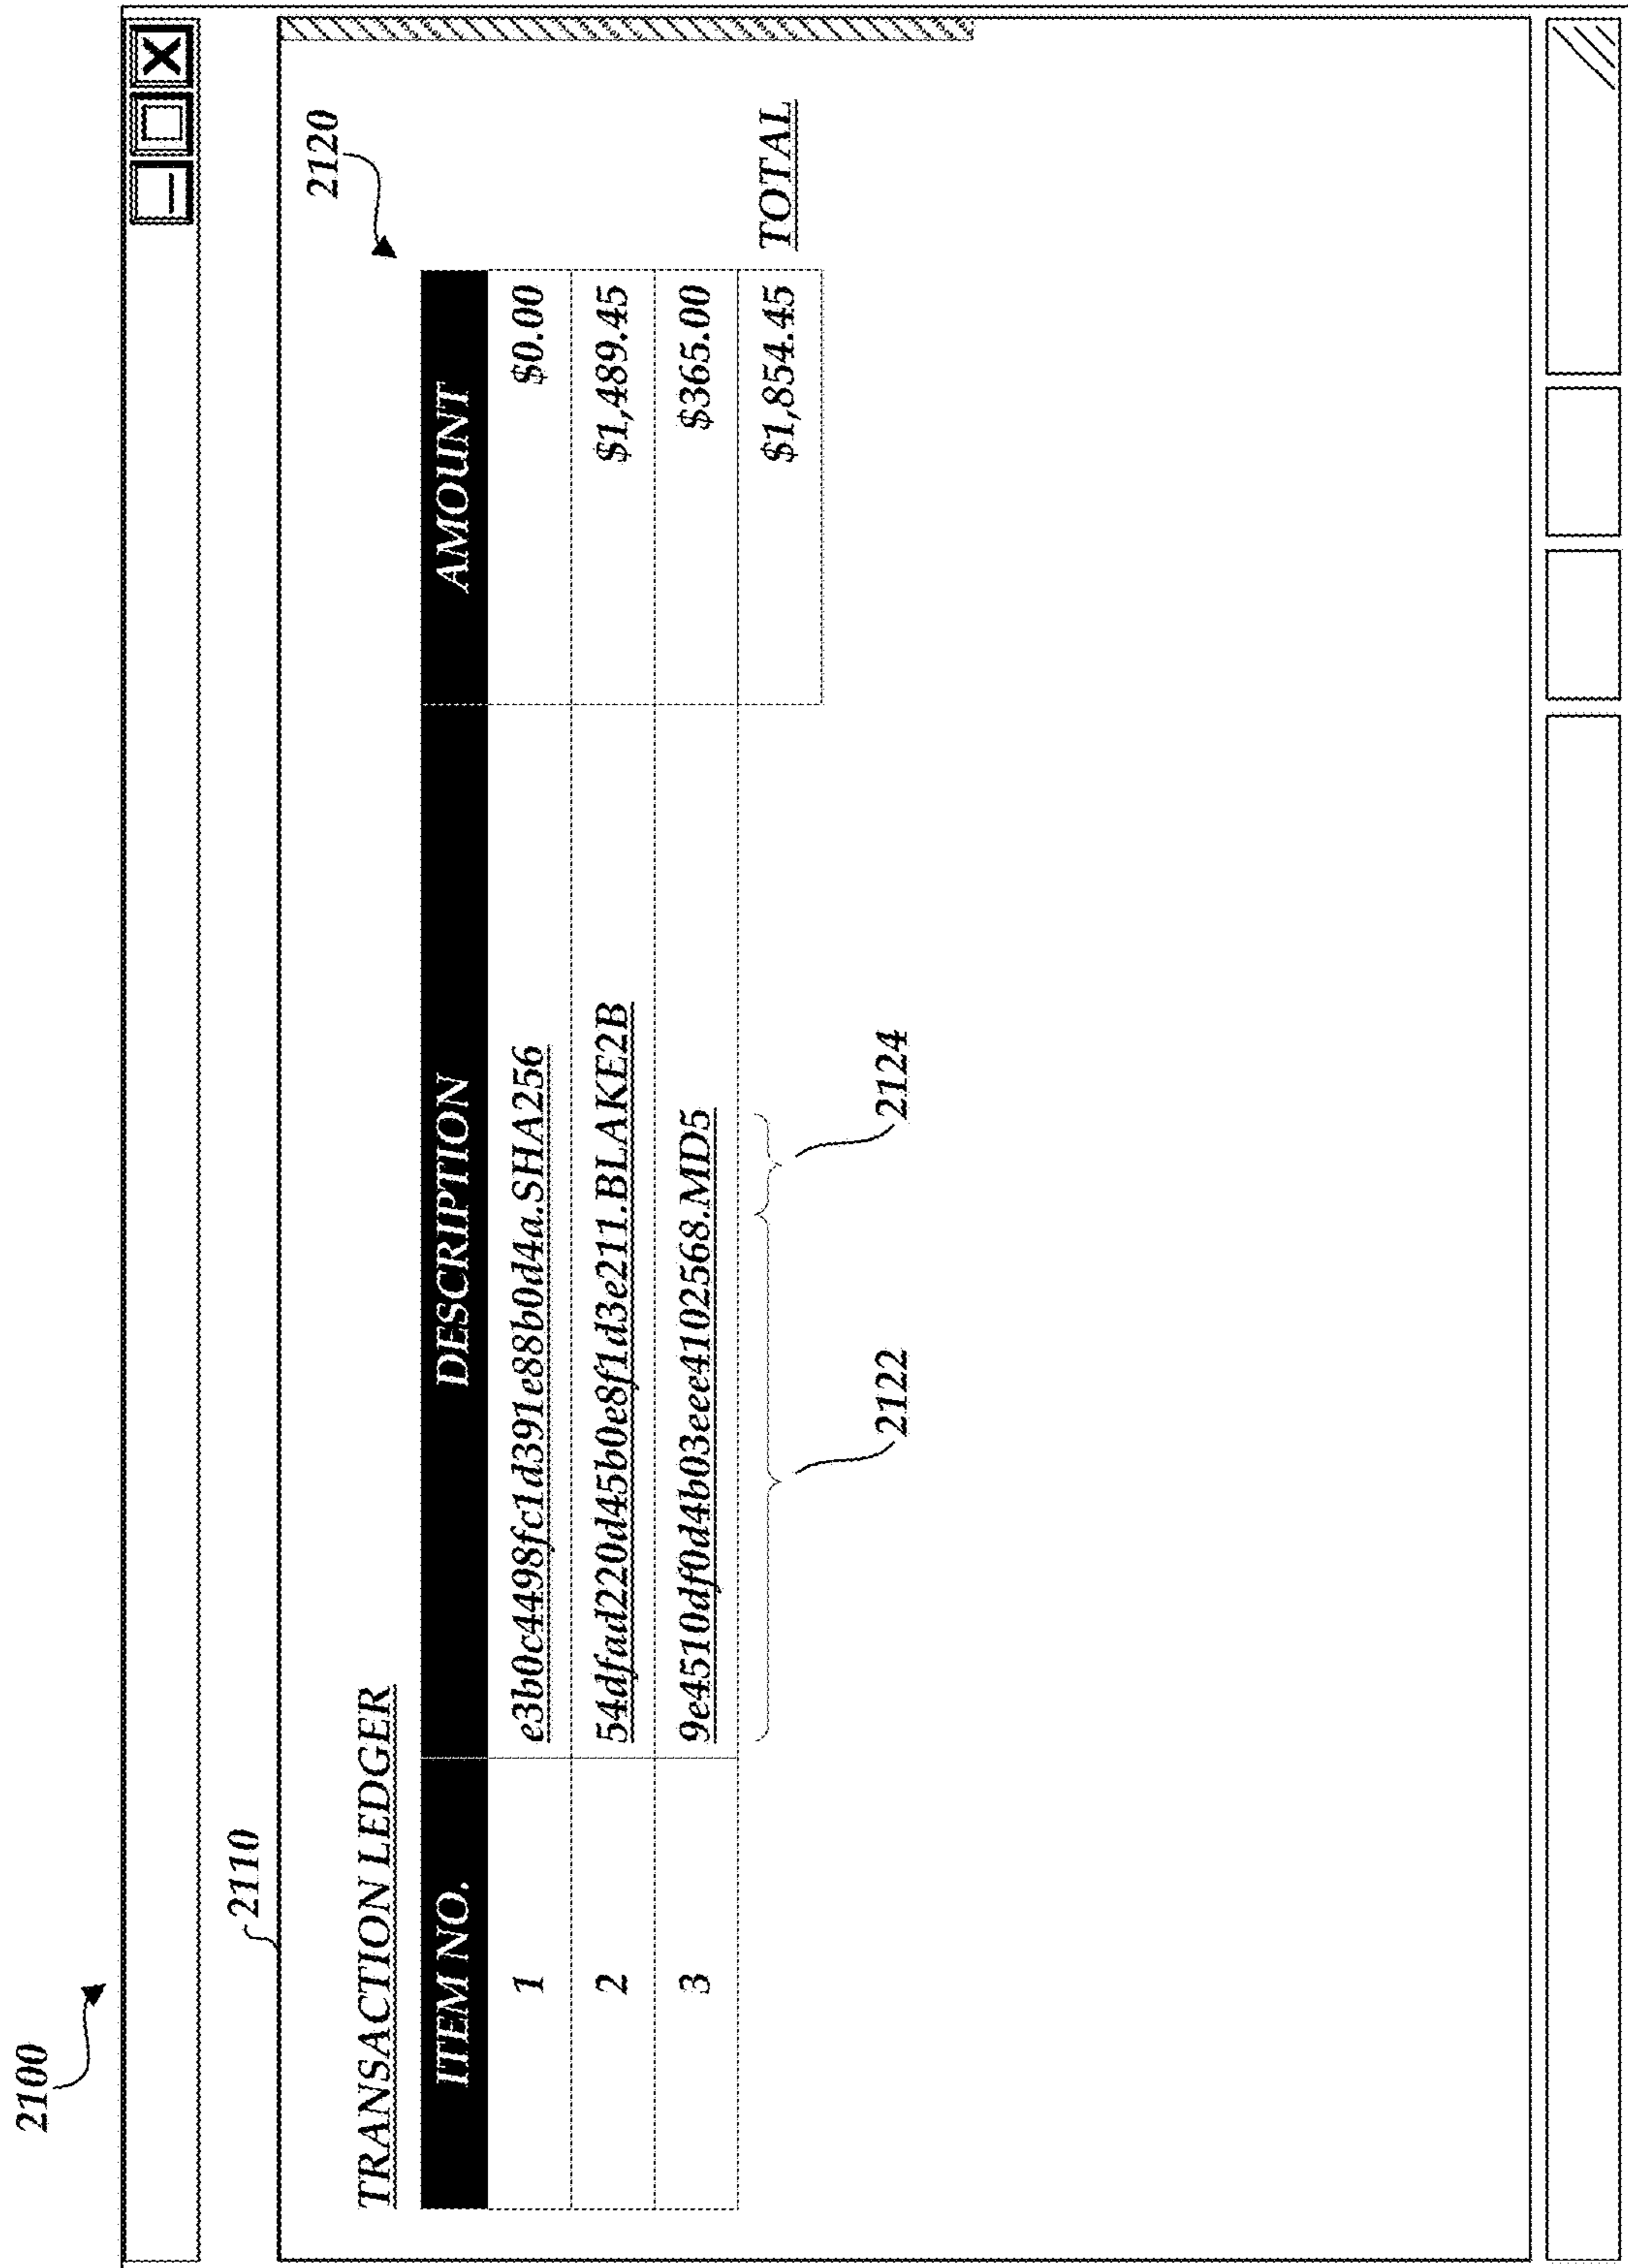 2100
2110
TRANSACTION LEDGER
2120
ITEM NO. DESCRIPTION AMOUNT
1 e3b0c4498fc1d391e88b0d4a.SHA256 $0.00
2 54dfad220d45b0e8f1d3e211.BLAKE2B $1,489.45
3 9e4510df0d4b03eee4102568.MD5 $365.00
$1,854.45 TOTAL
2122 2124